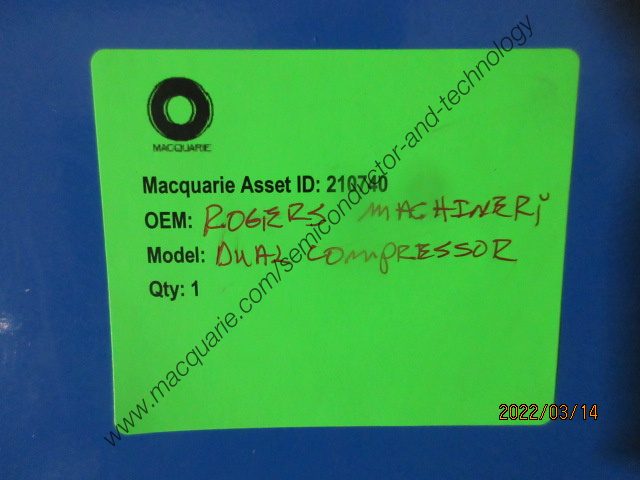 MACQUARIE
Macquarie Asset ID: 210740
OEM: ROGERS MACHINERY
Model: DUAL COMPRESSOR
Qty: 1
www.macquarie.com/semiconductor-and-technology
2022/03/14